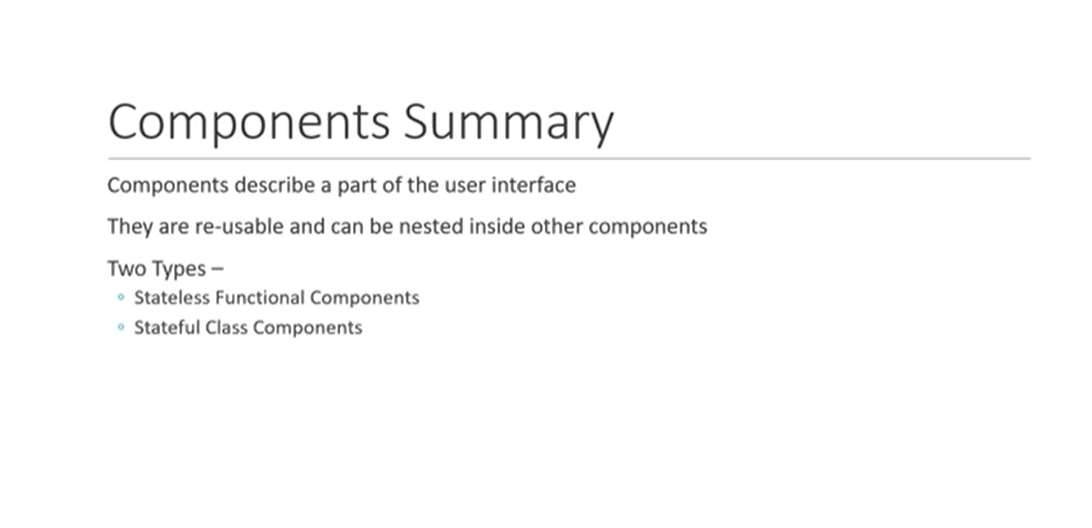 Components Summary
Components describe a part of the user interface
They are re-usable and can be nested inside other components
Two Types –
Stateless Functional Components
Stateful Class Components